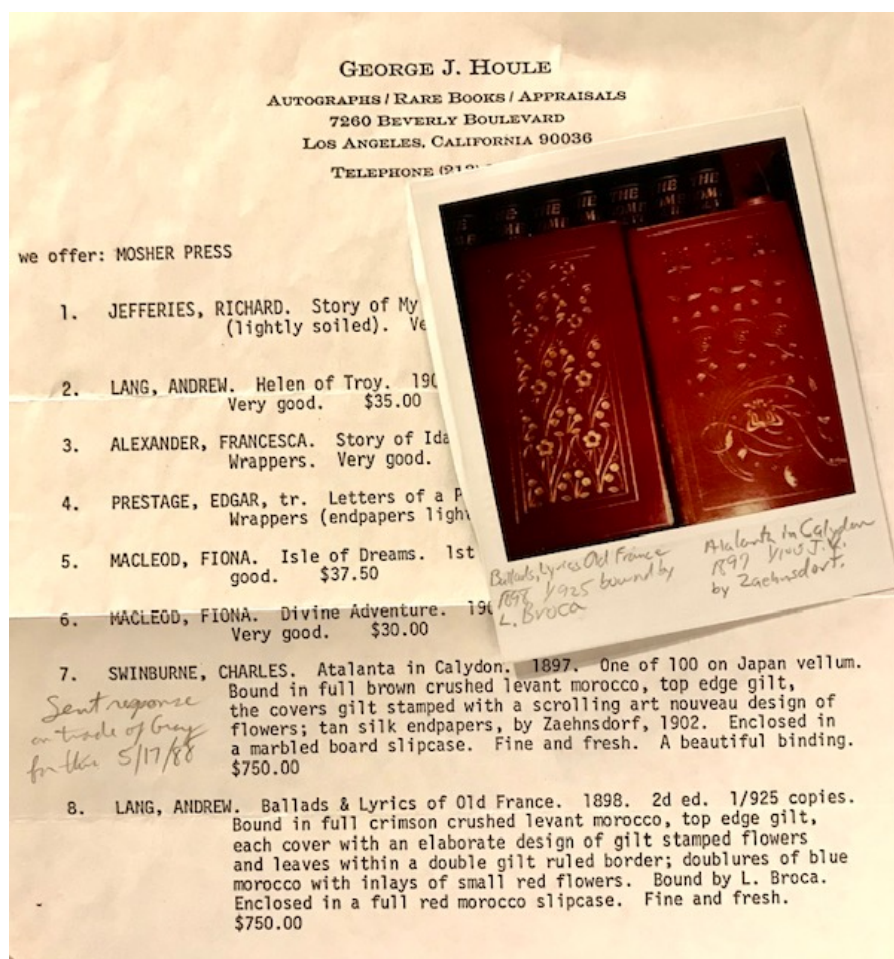 GEORGE J. HOULE
AUTOGRAPHS / RARE BOOKS / APPRAISALS
7260 BEVERLY BOULEVARD
LOS ANGELES, CALIFORNIA 90036
TELEPHONE (213)
we offer: MOSHER PRESS
1. JEFFERIES, RICHARD. Story of My
(lightly soiled).
2. LANG, ANDREW. Helen of Troy.
Very good. $35.00
3. ALEXANDER, FRANCESCA. Story of Ida
Wrappers. Very good.
4. PRESTAGE, EDGAR, tr. Letters of a
Wrappers (endpapers
5. MACLEOD, FIONA. Isle of Dreams. 1st
good. $37.50
6. MACLEOD, FIONA. Divine Adventure.
Very good. $30.00
Ballads, Lyrics Old France
1898 1/925 bound by
L. Broca
Atalanta in Calydon
1897 1/100 J.V.
by Zaehnsdorf.
7. SWINBURNE, CHARLES. Atalanta in Calydon. 1897. One of 100 on Japan vellum.
Bound in full brown crushed levant morocco, top edge gilt,
the covers gilt stamped with a scrolling art nouveau design of
flowers; tan silk endpapers, by Zaehnsdorf, 1902. Enclosed in
a marbled board slipcase. Fine and fresh. A beautiful binding.
$750.00
Sent response
on trade of Gray
for this 5/17/88
8. LANG, ANDREW. Ballads & Lyrics of Old France. 1898. 2d ed. 1/925 copies.
Bound in full crimson crushed levant morocco, top edge gilt,
each cover with an elaborate design of gilt stamped flowers
and leaves within a double gilt ruled border; doublures of blue
morocco with inlays of small red flowers. Bound by L. Broca.
Enclosed in a full red morocco slipcase. Fine and fresh.
$750.00